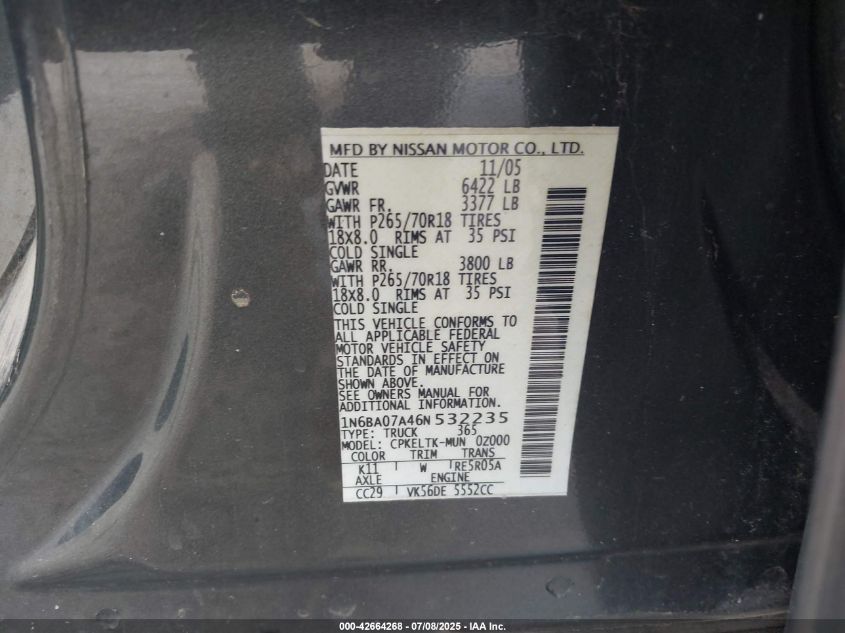 MFD BY NISSAN MOTOR CO., LTD.
DATE 11/05
GVWR 6422 LB
GAWR FR. 3377 LB
WITH P265/70R18 TIRES
18X8.0 RIMS AT 35 PSI
COLD SINGLE
GAWR RR. 3800 LB
WITH P265/70R18 TIRES
18X8.0 RIMS AT 35 PSI
COLD SINGLE
THIS VEHICLE CONFORMS TO
ALL APPLICABLE FEDERAL
MOTOR VEHICLE SAFETY
STANDARDS IN EFFECT ON
THE DATE OF MANUFACTURE
SHOWN ABOVE.
SEE OWNERS MANUAL FOR
ADDITIONAL INFORMATION.
1N6BA07A46N532235
TYPE: TRUCK 365
MODEL: CPKELTK-MUN 0Z000
COLOR TRIM TRANS
K11 W RE5R05A
AXLE ENGINE
CC29 VK56DE 5552CC
000-42664268 - 07/08/2025 - IAA Inc.